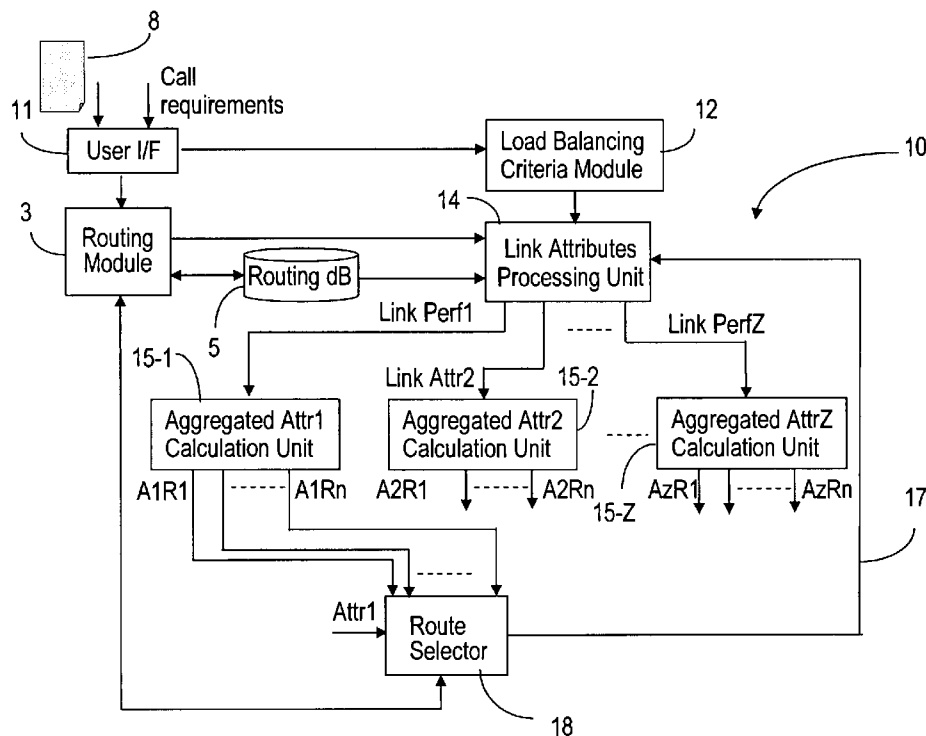 8
Call
requirements
11
User I/F
12
Load Balancing
Criteria Module
10
3
Routing
Module
14
Link Attributes
Processing Unit
Routing dB
5
Link Perf1
Link PerfZ
15-1
Link Attr2
15-2
Aggregated Attr1
Calculation Unit
Aggregated Attr2
Calculation Unit
Aggregated AttrZ
Calculation Unit
A1R1
A1Rn
A2R1
A2Rn
15-Z
AzR1
AzRn
17
Attr1
Route
Selector
18